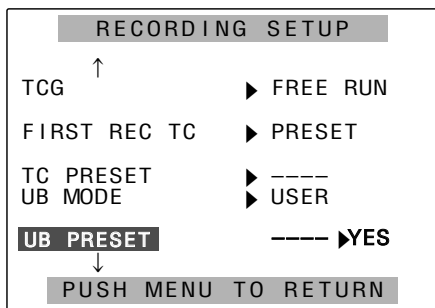 RECORDING SETUP
↑
TCG ▶ FREE RUN
FIRST REC TC ▶ PRESET
TC PRESET ▶ ––––
UB MODE ▶ USER
UB PRESET –––– ▶YES
↓
PUSH MENU TO RETURN